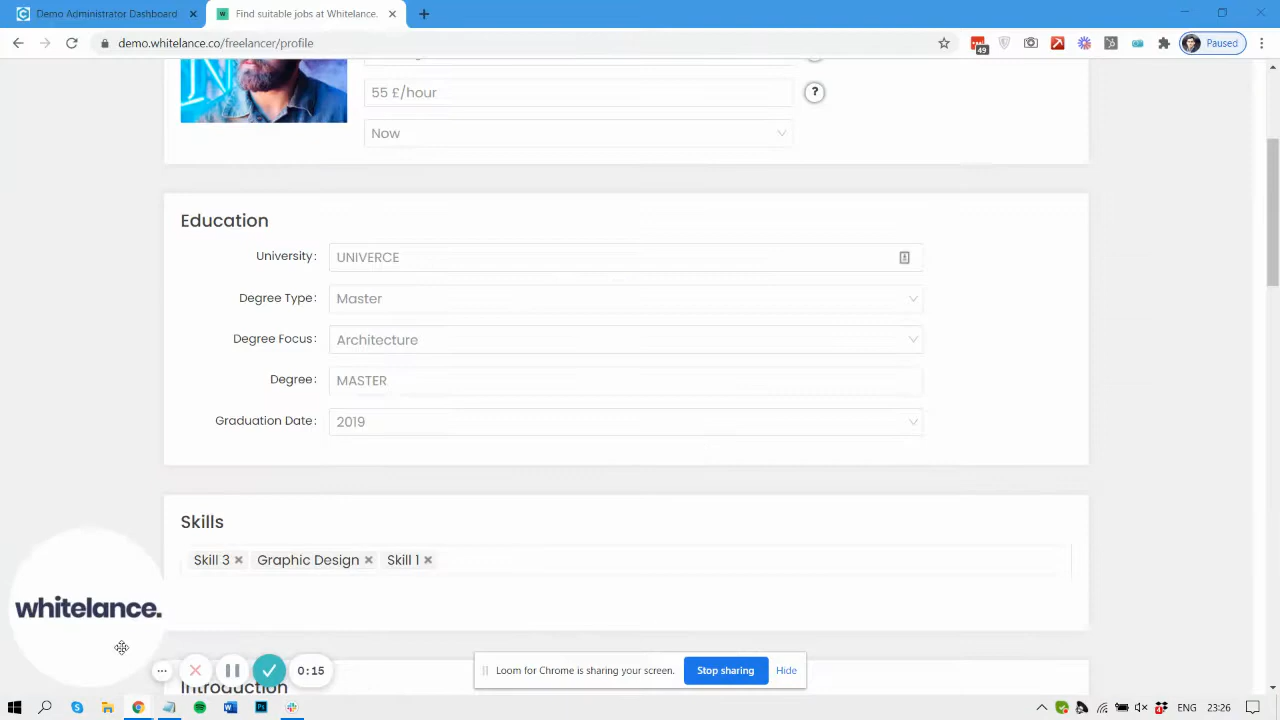 Demo Administrator Dashboard
Find suitable jobs at Whitelance.
demo.whitelance.co/freelancer/profile
49
Paused
55 £/hour
?
Now
Education
University:
UNIVERCE
Degree Type:
Master
Degree Focus:
Architecture
Degree:
MASTER
Graduation Date:
2019
Skills
Skill 3
Graphic Design
Skill 1
whitelance.
0:15
Loom for Chrome is sharing your screen.
Stop sharing
Hide
Introduction
ENG
23:26